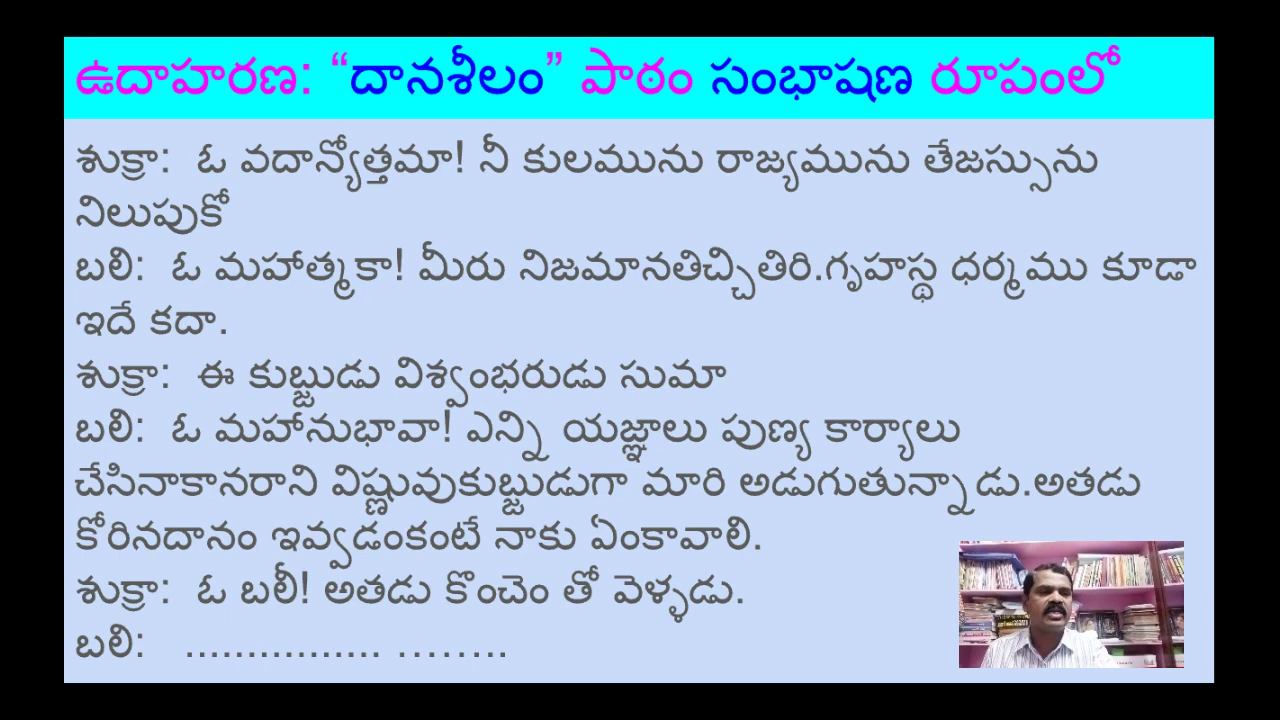 ఉదాహరణ: “దానశీలం” పాఠం సంభాషణ రూపంలో
శుక్రా: ఓ వదాన్యోత్తమా! నీ కులమును రాజ్యమును తేజస్సును
నిలుపుకో
బలి: ఓ మహాత్మకా! మీరు నిజమానతిచ్చితిరి.గృహస్థ ధర్మము కూడా
ఇదే కదా.
శుక్రా: ఈ కుబ్జుడు విశ్వంభరుడు సుమా
బలి: ఓ మహానుభావా! ఎన్ని యజ్ఞాలు పుణ్య కార్యాలు
చేసినాకానరాని విష్ణువుకుబ్జుడుగా మారి అడుగుతున్నాడు.అతడు
కోరినదానం ఇవ్వడంకంటే నాకు ఏంకావాలి.
శుక్రా: ఓ బలీ! అతడు కొంచెం తో వెళ్ళడు.
బలి: ................ ........